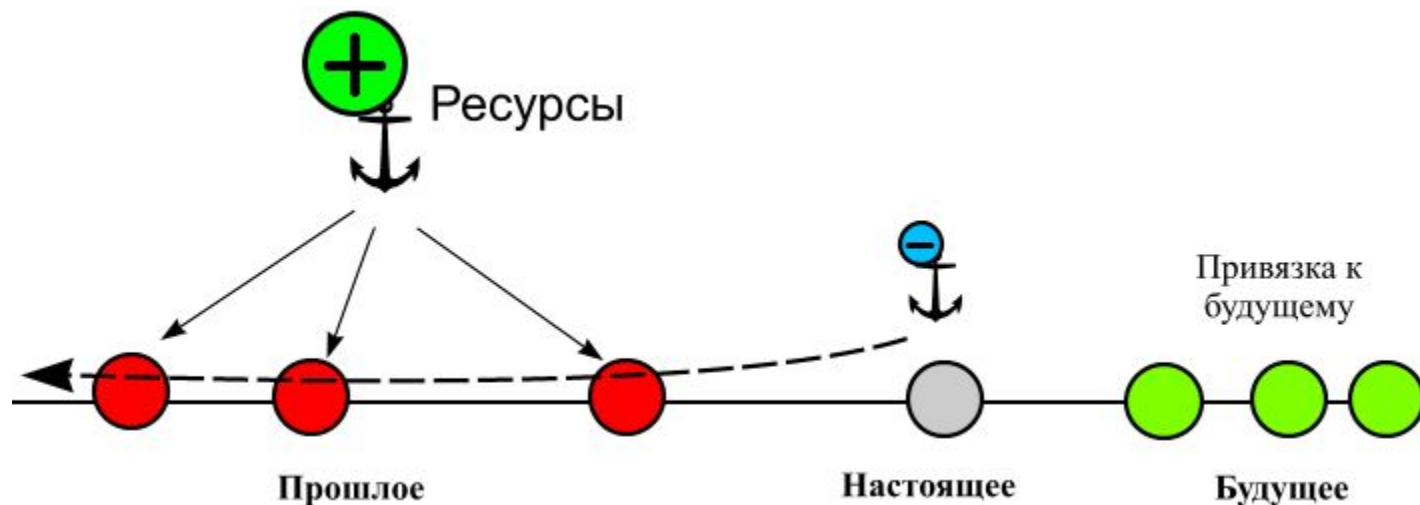 Ресурсы
Привязка к
будущему
Прошлое
Настоящее
Будущее